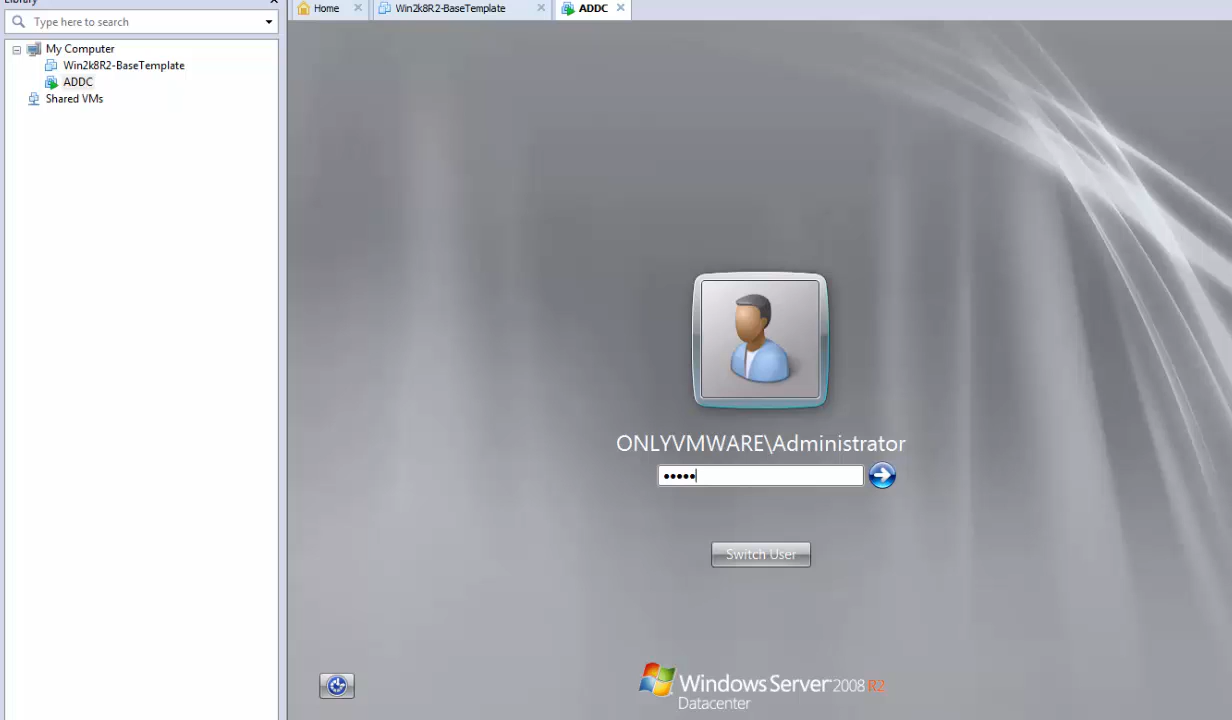 Library
Type here to search
My Computer
Win2k8R2-BaseTemplate
ADDC
Shared VMs
Home
Win2k8R2-BaseTemplate
ADDC
ONLYVMWARE\Administrator
•••••
Switch User
Windows Server 2008 R2
Datacenter